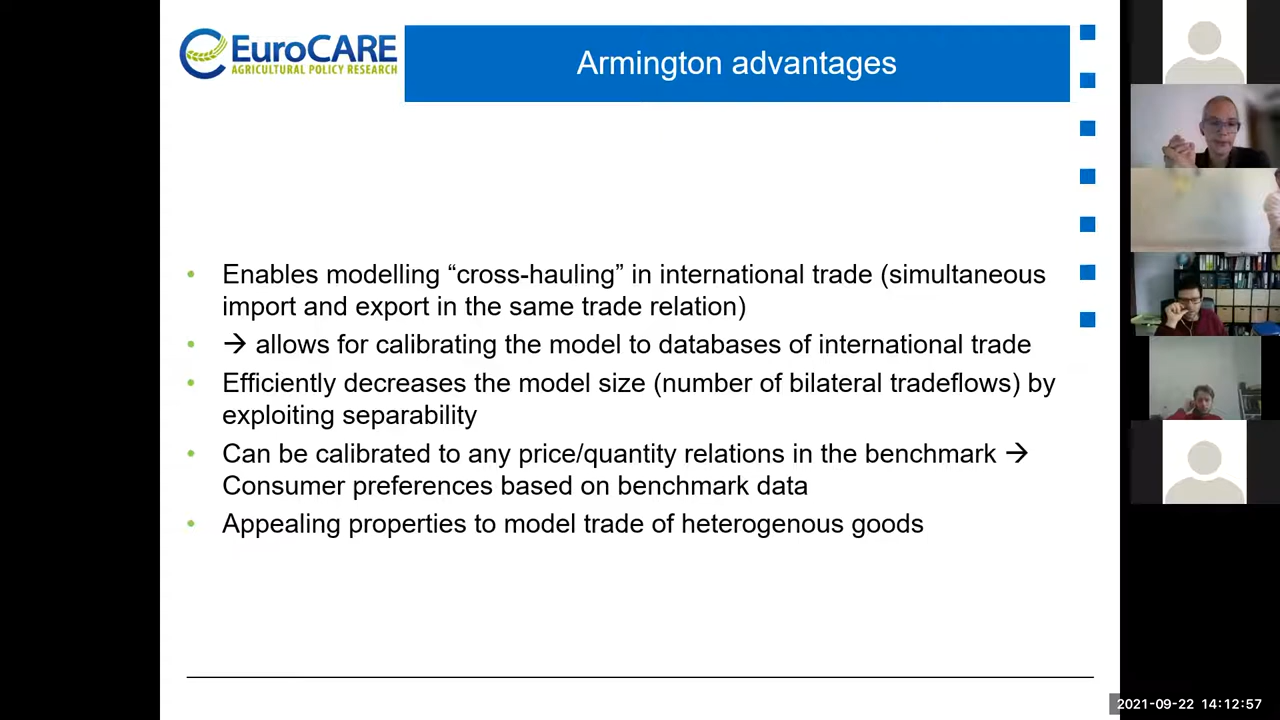 EuroCARE
AGRICULTURAL POLICY RESEARCH
Armington advantages
• Enables modelling “cross-hauling” in international trade (simultaneous
import and export in the same trade relation)
• → allows for calibrating the model to databases of international trade
• Efficiently decreases the model size (number of bilateral tradeflows) by
exploiting separability
• Can be calibrated to any price/quantity relations in the benchmark →
Consumer preferences based on benchmark data
• Appealing properties to model trade of heterogenous goods
2021-09-22 14:12:57